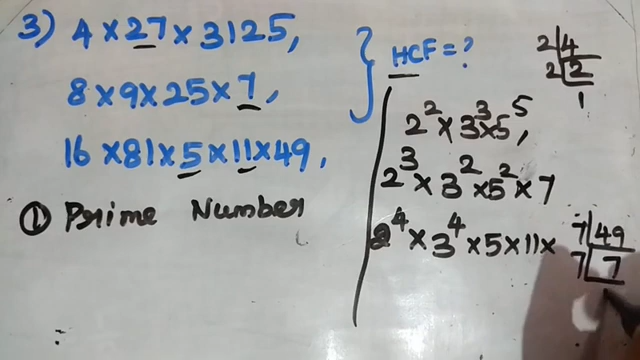 3) 4 × 27 × 3125,
8 × 9 × 25 × 7,
16 × 81 × 5 × 11 × 49,
HCF = ?
① Prime Number
2² × 3³ × 5⁵,
2³ × 3² × 5² × 7
2⁴ × 3⁴ × 5 × 11 ×
2 | 4
2 | 2
1
7 | 49
7 | 7